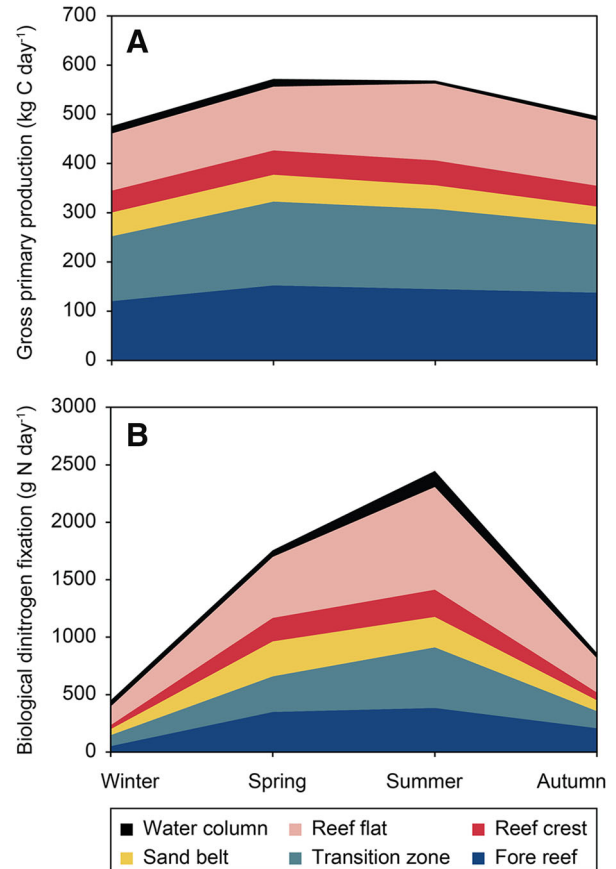 A
Gross primary production (kg C day⁻¹)
700
600
500
400
300
200
100
0
B
Biological dinitrogen fixation (g N day⁻¹)
3000
2500
2000
1500
1000
500
0
Winter Spring Summer Autumn
Water column Reef flat Reef crest
Sand belt Transition zone Fore reef